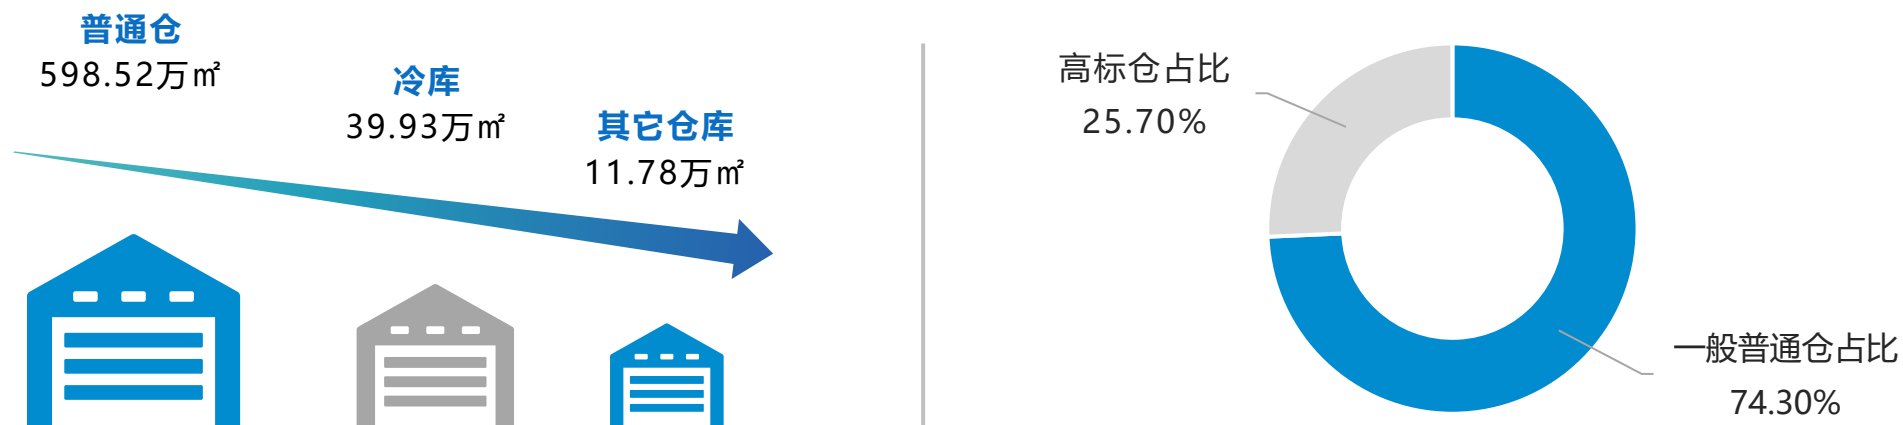 普通仓
598.52万㎡
冷库
39.93万㎡
其它仓库
11.78万㎡
高标仓占比
25.70%
一般普通仓占比
74.30%